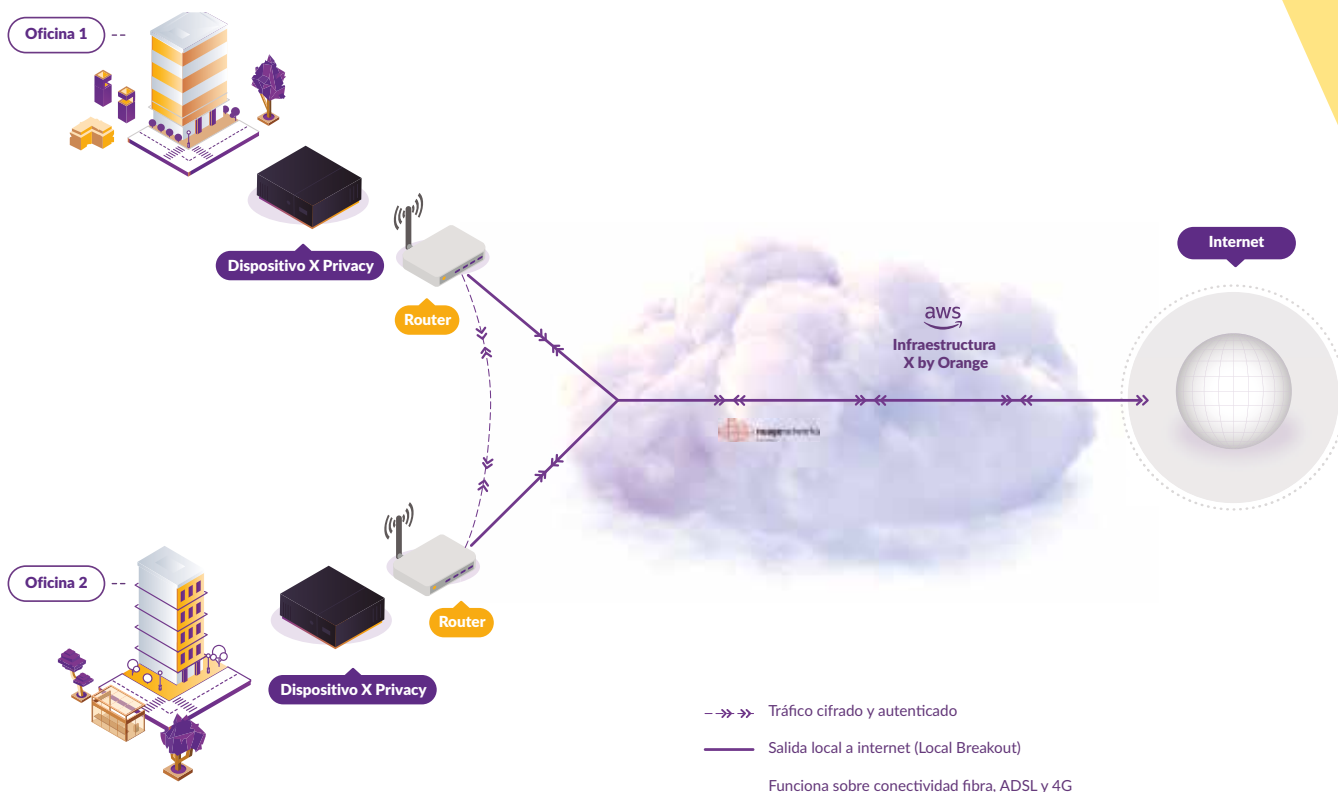 Oficina 1
Dispositivo X Privacy
Router
Internet
aws
Infraestructura
X by Orange
nuagenetworks
Oficina 2
Router
Dispositivo X Privacy
Tráfico cifrado y autenticado
Salida local a internet (Local Breakout)
Funciona sobre conectividad fibra, ADSL y 4G